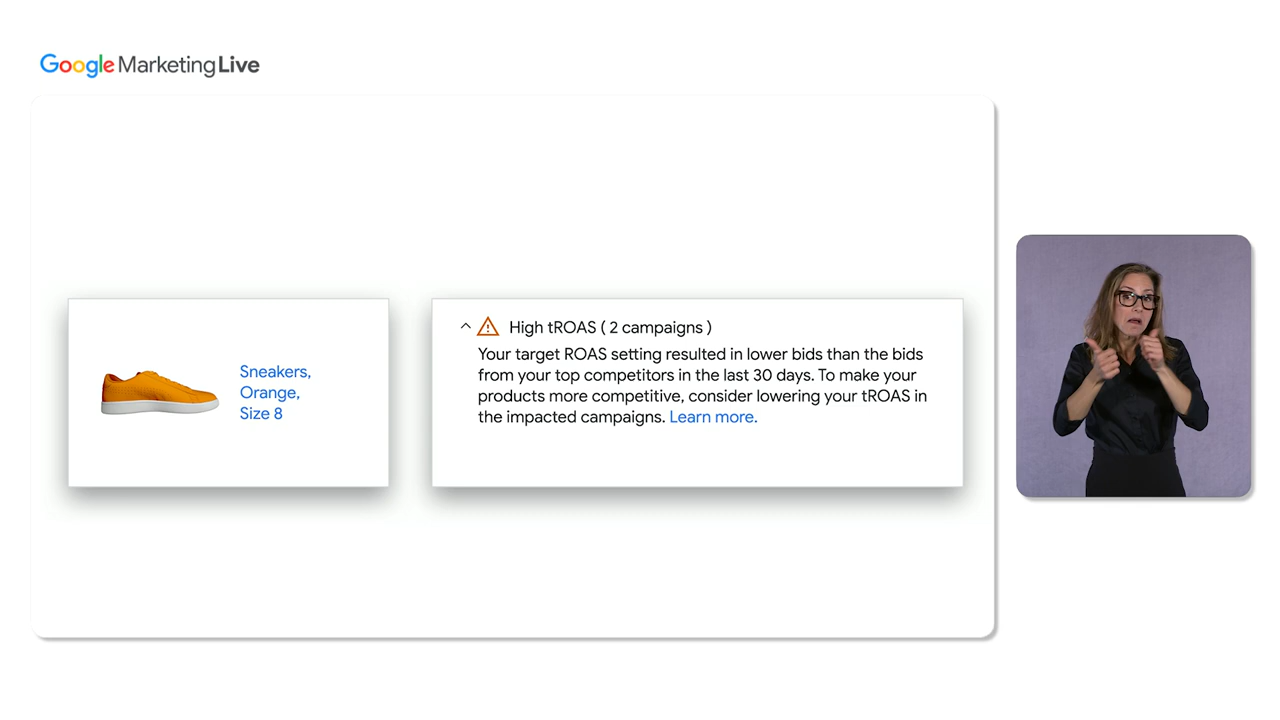 Google Marketing Live
Sneakers,
Orange,
Size 8
High tROAS ( 2 campaigns )
Your target ROAS setting resulted in lower bids than the bids
from your top competitors in the last 30 days. To make your
products more competitive, consider lowering your tROAS in
the impacted campaigns. Learn more.